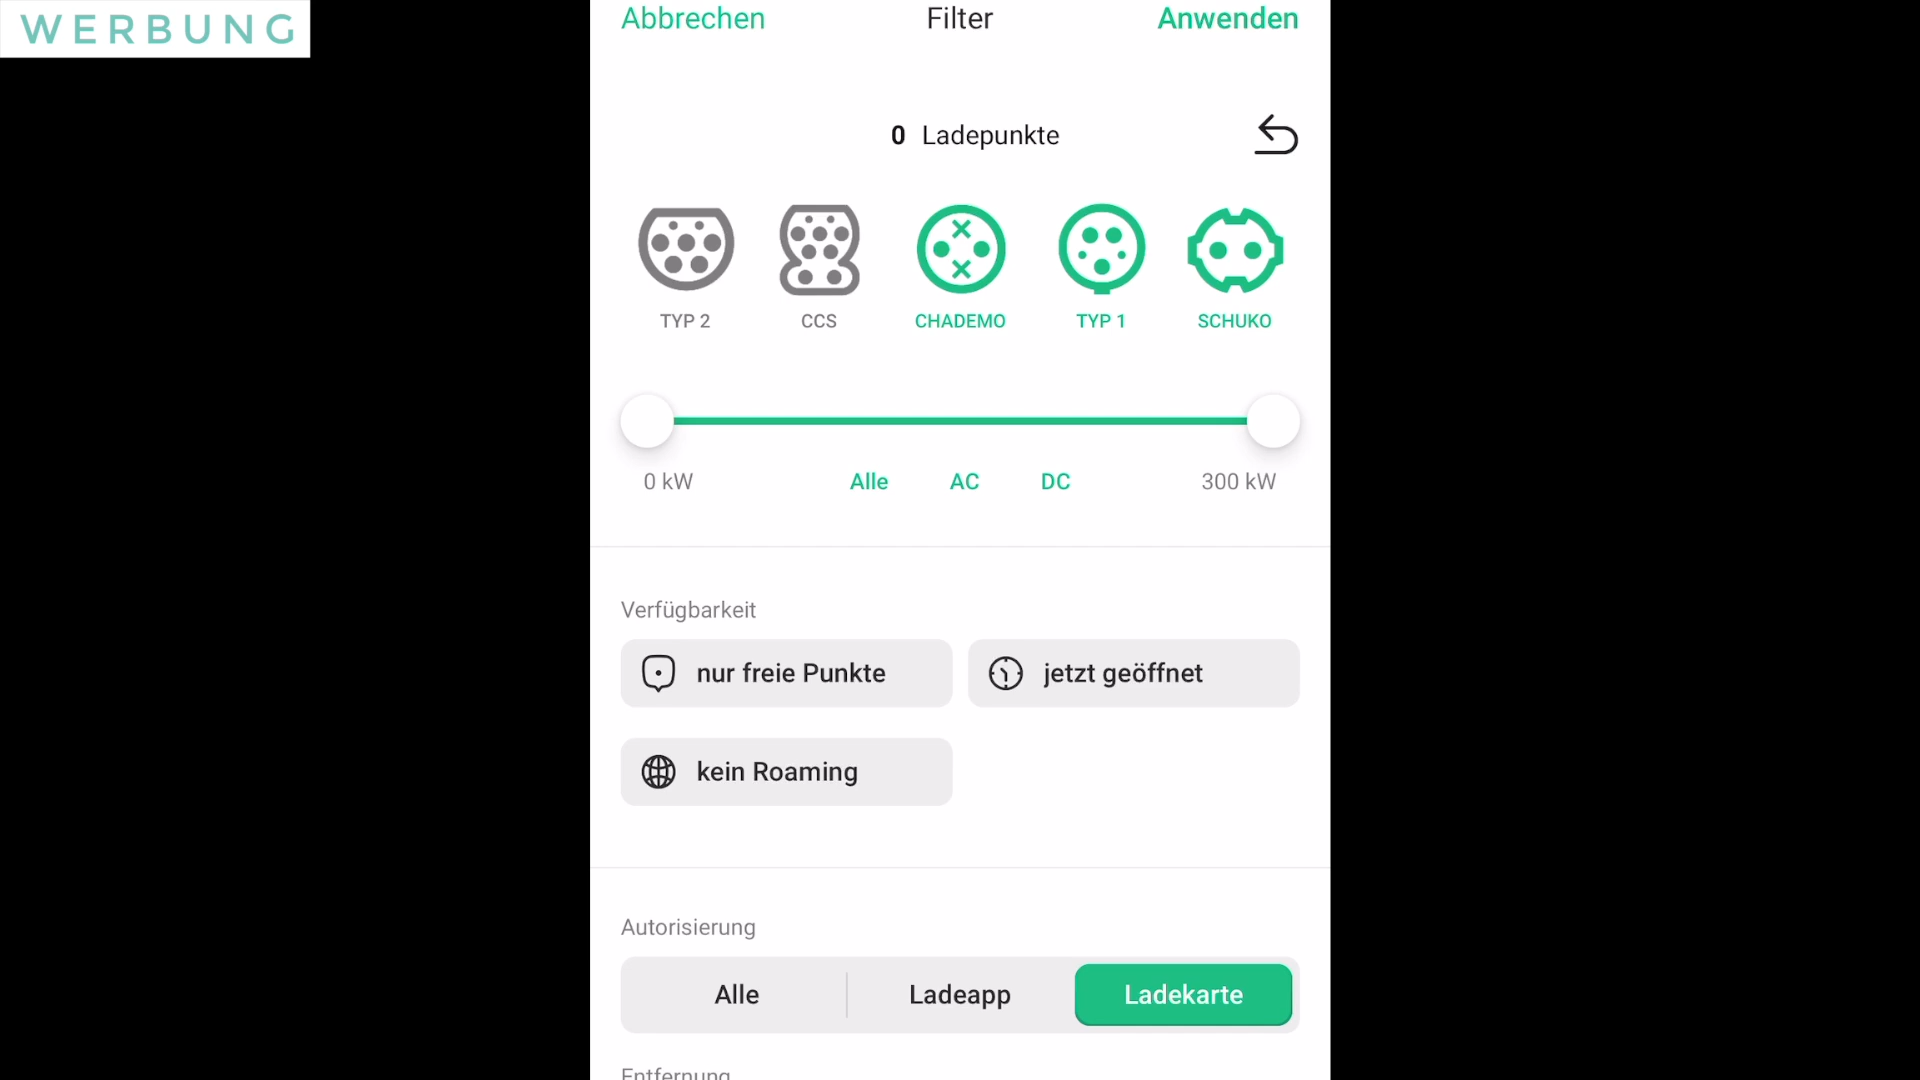 WERBUNG
Abbrechen Filter Anwenden
0 Ladepunkte
TYP 2 CCS CHADEMO TYP 1 SCHUKO
0 kW Alle AC DC 300 kW
Verfügbarkeit
nur freie Punkte jetzt geöffnet
kein Roaming
Autorisierung
Alle Ladeapp Ladekarte
Entfernung